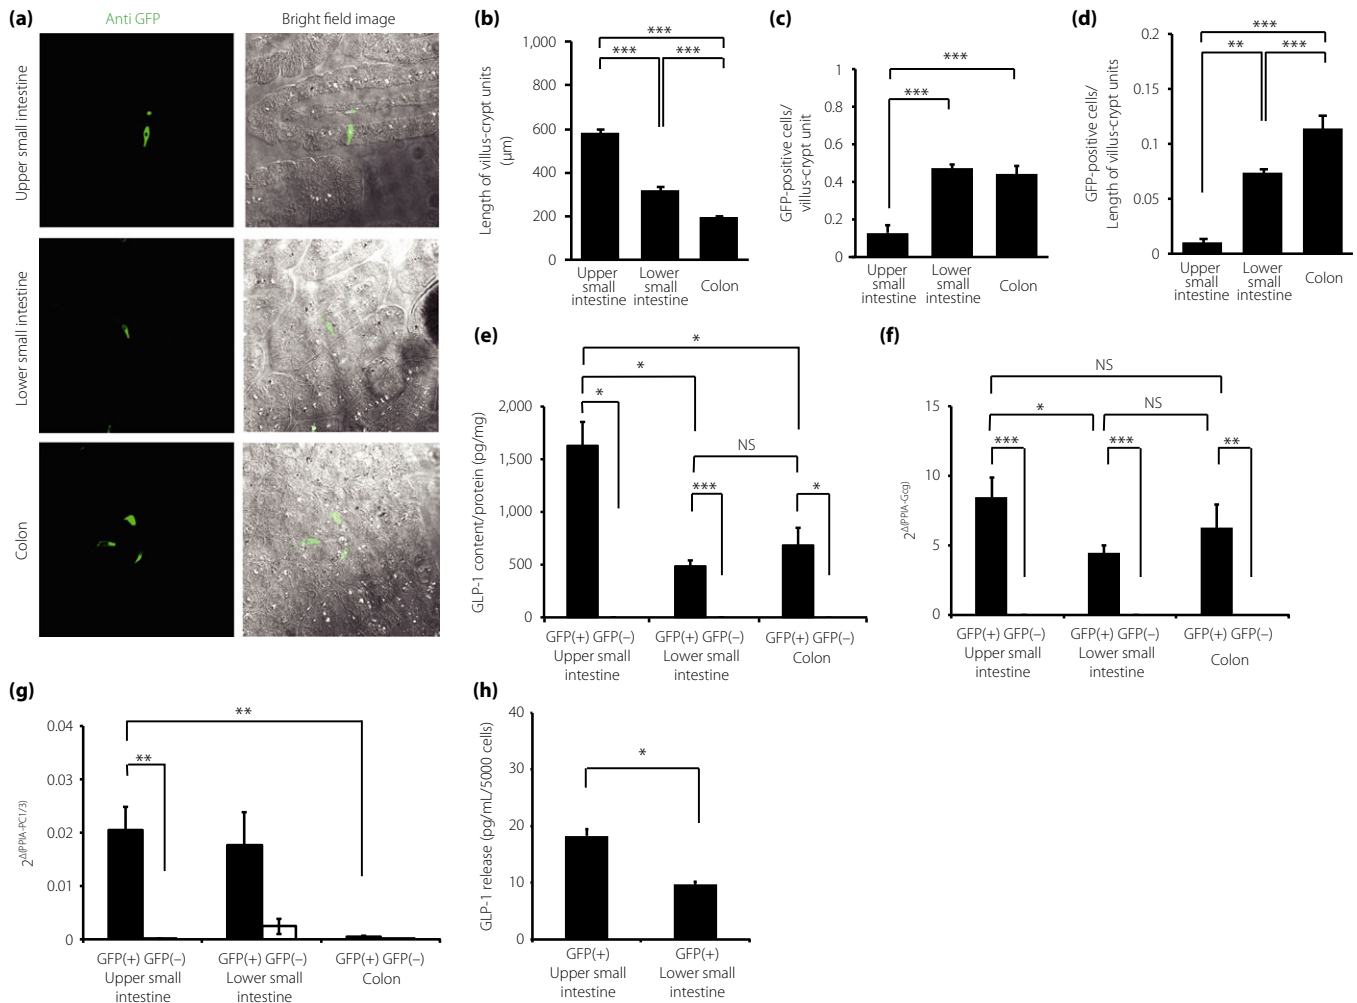 (a)
Anti GFP
Bright field image
Upper small intestine
Lower small intestine
Colon
(b)
Length of villus-crypt units
(μm)
1,000
800
600
400
200
0
***
*** ***
Upper
small
intestine
Lower
small
intestine
Colon
(c)
GFP-positive cells/
villus-crypt unit
1
0.8
0.6
0.4
0.2
0
***
***
Upper
small
intestine
Lower
small
intestine
Colon
(d)
GFP-positive cells/
Length of villus-crypt units
0.2
0.15
0.1
0.05
0
***
** ***
Upper
small
intestine
Lower
small
intestine
Colon
(e)
GLP-1 content/protein (pg/mg)
2,000
1,500
1,000
500
0
*
*
*
NS
***
*
GFP(+) GFP(–)
Upper small
intestine
GFP(+) GFP(–)
Lower small
intestine
GFP(+) GFP(–)
Colon
(f)
2^Δ(PPIA-Gcg)
15
10
5
0
NS
*
NS
***
***
**
GFP(+) GFP(–)
Upper small
intestine
GFP(+) GFP(–)
Lower small
intestine
GFP(+) GFP(–)
Colon
(g)
2^Δ(PPIA-PC1/3)
0.04
0.03
0.02
0.01
0
**
**
GFP(+) GFP(–)
Upper small
intestine
GFP(+) GFP(–)
Lower small
intestine
GFP(+) GFP(–)
Colon
(h)
GLP-1 release (pg/mL/5000 cells)
40
30
20
10
0
*
GFP(+)
Upper small
intestine
GFP(+)
Lower small
intestine